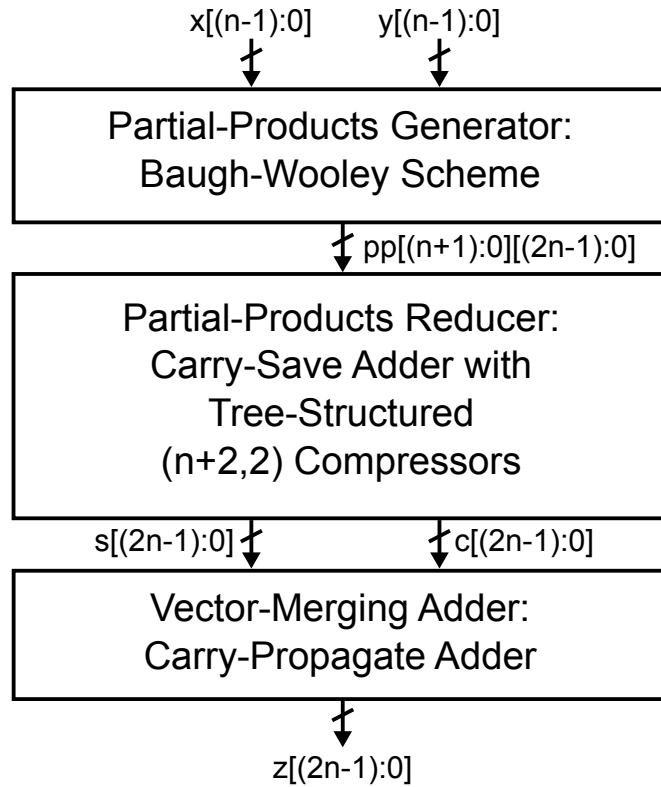 x[(n-1):0] y[(n-1):0]
Partial-Products Generator:
Baugh-Wooley Scheme
pp[(n+1):0][(2n-1):0]
Partial-Products Reducer:
Carry-Save Adder with
Tree-Structured
(n+2,2) Compressors
s[(2n-1):0] c[(2n-1):0]
Vector-Merging Adder:
Carry-Propagate Adder
z[(2n-1):0]